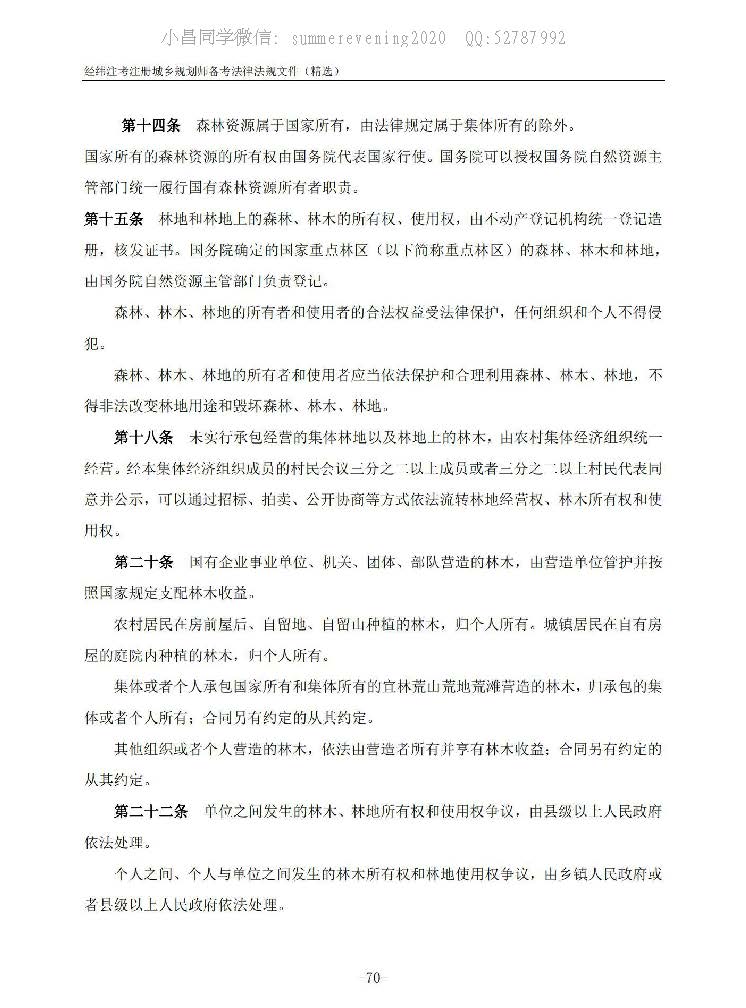 小昌同学微信: summerevening2020 QQ:52787992
经纬注考注册城乡规划师备考法律法规文件（精选）
第十四条 森林资源属于国家所有，由法律规定属于集体所有的除外。
国家所有的森林资源的所有权由国务院代表国家行使。国务院可以授权国务院自然资源主
管部门统一履行国有森林资源所有者职责。
第十五条 林地和林地上的森林、林木的所有权、使用权，由不动产登记机构统一登记造
册，核发证书。国务院确定的国家重点林区（以下简称重点林区）的森林、林木和林地，
由国务院自然资源主管部门负责登记。
森林、林木、林地的所有者和使用者的合法权益受法律保护，任何组织和个人不得侵
犯。
森林、林木、林地的所有者和使用者应当依法保护和合理利用森林、林木、林地，不
得非法改变林地用途和毁坏森林、林木、林地。
第十八条 未实行承包经营的集体林地以及林地上的林木，由农村集体经济组织统一
经营。经本集体经济组织成员的村民会议三分之二以上成员或者三分之二以上村民代表同
意并公示，可以通过招标、拍卖、公开协商等方式依法流转林地经营权、林木所有权和使
用权。
第二十条 国有企业事业单位、机关、团体、部队营造的林木，由营造单位管护并按
照国家规定支配林木收益。
农村居民在房前屋后、自留地、自留山种植的林木，归个人所有。城镇居民在自有房
屋的庭院内种植的林木，归个人所有。
集体或者个人承包国家所有和集体所有的宜林荒山荒地荒滩营造的林木，归承包的集
体或者个人所有；合同另有约定的从其约定。
其他组织或者个人营造的林木，依法由营造者所有并享有林木收益；合同另有约定的
从其约定。
第二十二条 单位之间发生的林木、林地所有权和使用权争议，由县级以上人民政府
依法处理。
个人之间、个人与单位之间发生的林木所有权和林地使用权争议，由乡镇人民政府或
者县级以上人民政府依法处理。
-70-